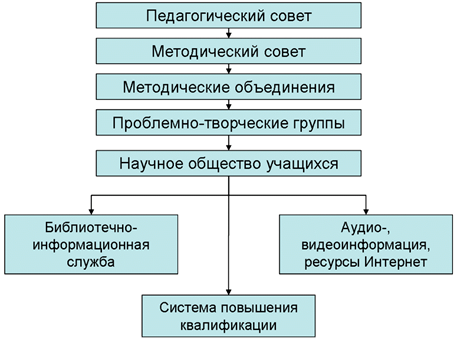 Педагогический совет
Методический совет
Методические объединения
Проблемно-творческие группы
Научное общество учащихся
Библиотечно-
информационная
служба
Аудио-,
видеоинформация,
ресурсы Интернет
Система повышения
квалификации